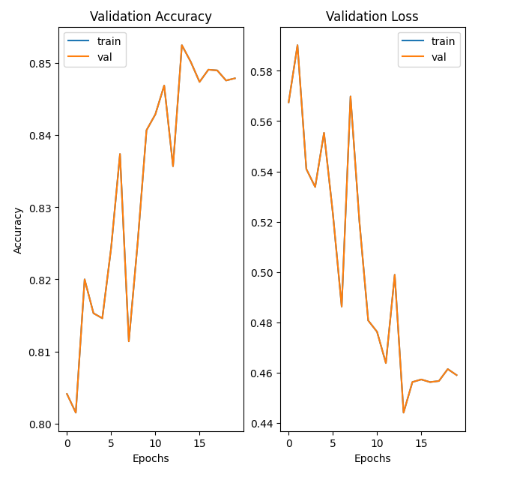 Validation Accuracy
train
val
0.85
0.84
0.83
0.82
0.81
0.80
Accuracy
0
5
10
15
Epochs
Validation Loss
train
val
0.58
0.56
0.54
0.52
0.50
0.48
0.46
0.44
0
5
10
15
Epochs